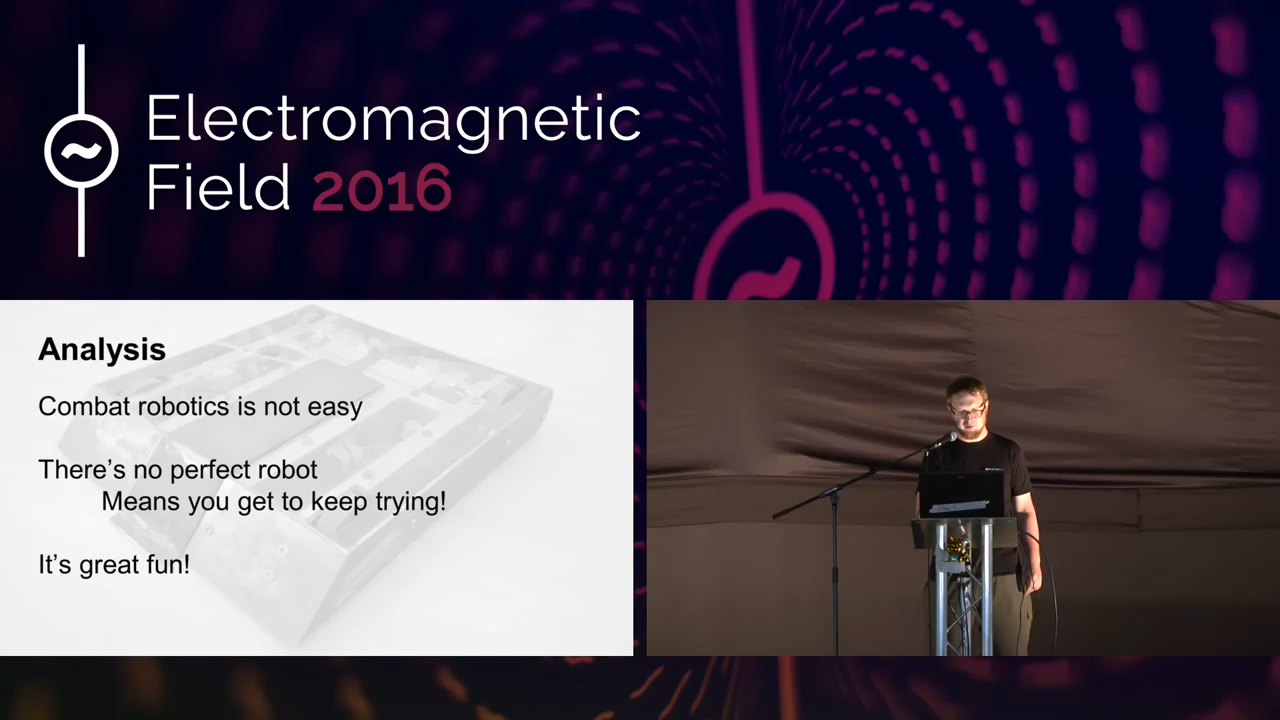 Electromagnetic
Field 2016
Analysis
Combat robotics is not easy
There's no perfect robot
Means you get to keep trying!
It's great fun!